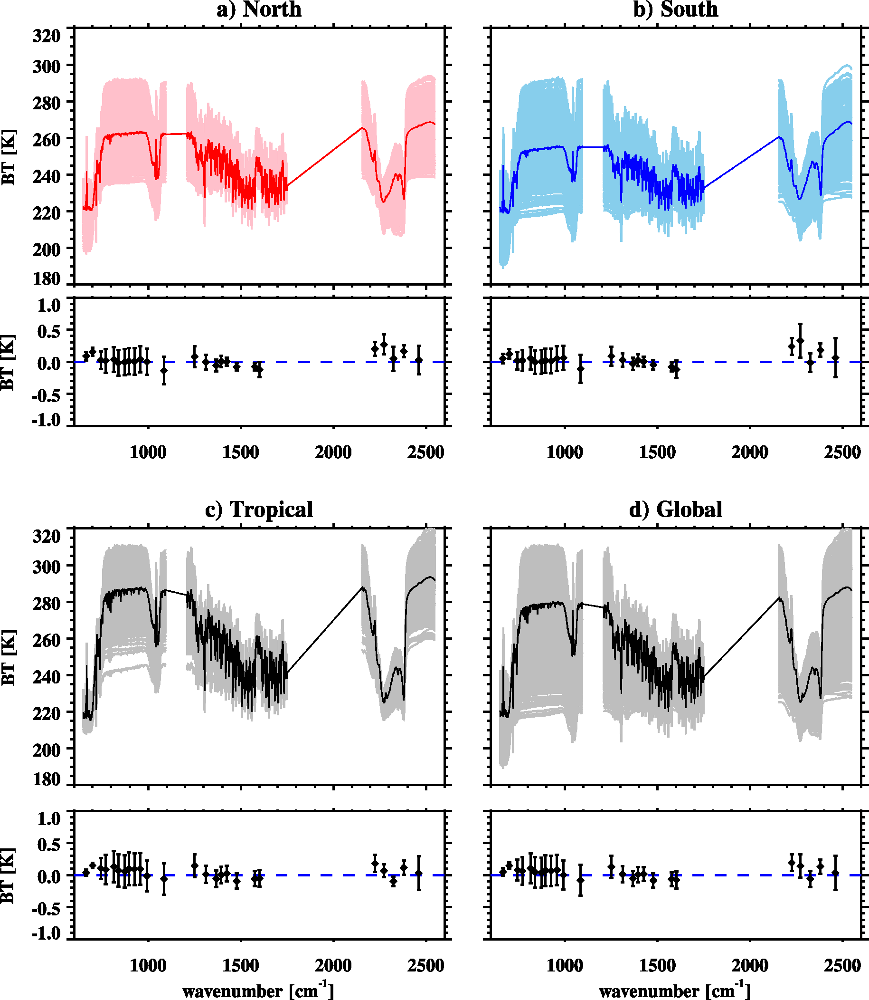 a) North
b) South
320
300
280
260
240
220
200
180
BT [K]
1.0
0.5
0.0
-0.5
-1.0
BT [K]
1000 1500 2000 2500
1000 1500 2000 2500
c) Tropical
d) Global
320
300
280
260
240
220
200
180
BT [K]
1.0
0.5
0.0
-0.5
-1.0
BT [K]
1000 1500 2000 2500
1000 1500 2000 2500
wavenumber [cm⁻¹]
wavenumber [cm⁻¹]